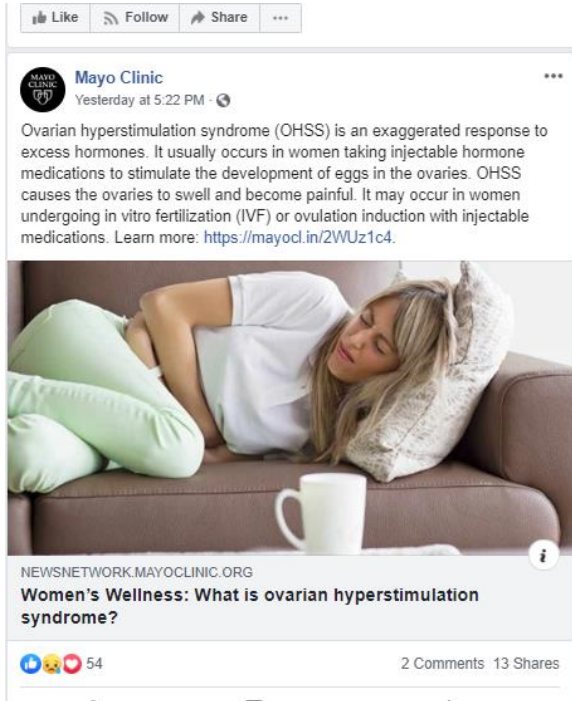 Like Follow Share ...
MAYO
CLINIC
Mayo Clinic
Yesterday at 5:22 PM ·
Ovarian hyperstimulation syndrome (OHSS) is an exaggerated response to
excess hormones. It usually occurs in women taking injectable hormone
medications to stimulate the development of eggs in the ovaries. OHSS
causes the ovaries to swell and become painful. It may occur in women
undergoing in vitro fertilization (IVF) or ovulation induction with injectable
medications. Learn more: https://mayocl.in/2WUz1c4.
i
NEWSNETWORK.MAYOCLINIC.ORG
Women's Wellness: What is ovarian hyperstimulation
syndrome?
54 2 Comments 13 Shares